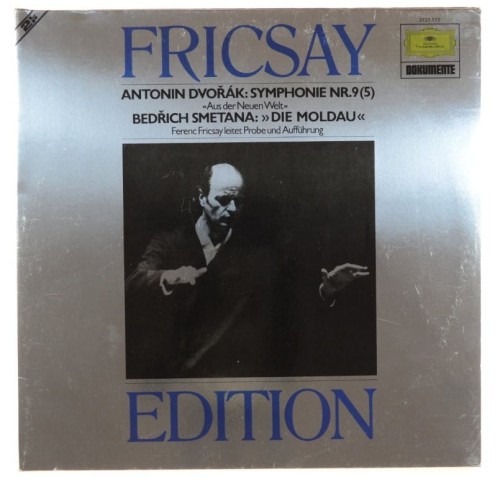 FRICSAY
DOKUMENTE
ANTONIN DVOŘÁK: SYMPHONIE NR.9(5)
»Aus der Neuen Welt«
BEDŘICH SMETANA: »DIE MOLDAU«
Ferenc Fricsay leitet Probe und Aufführung
EDITION